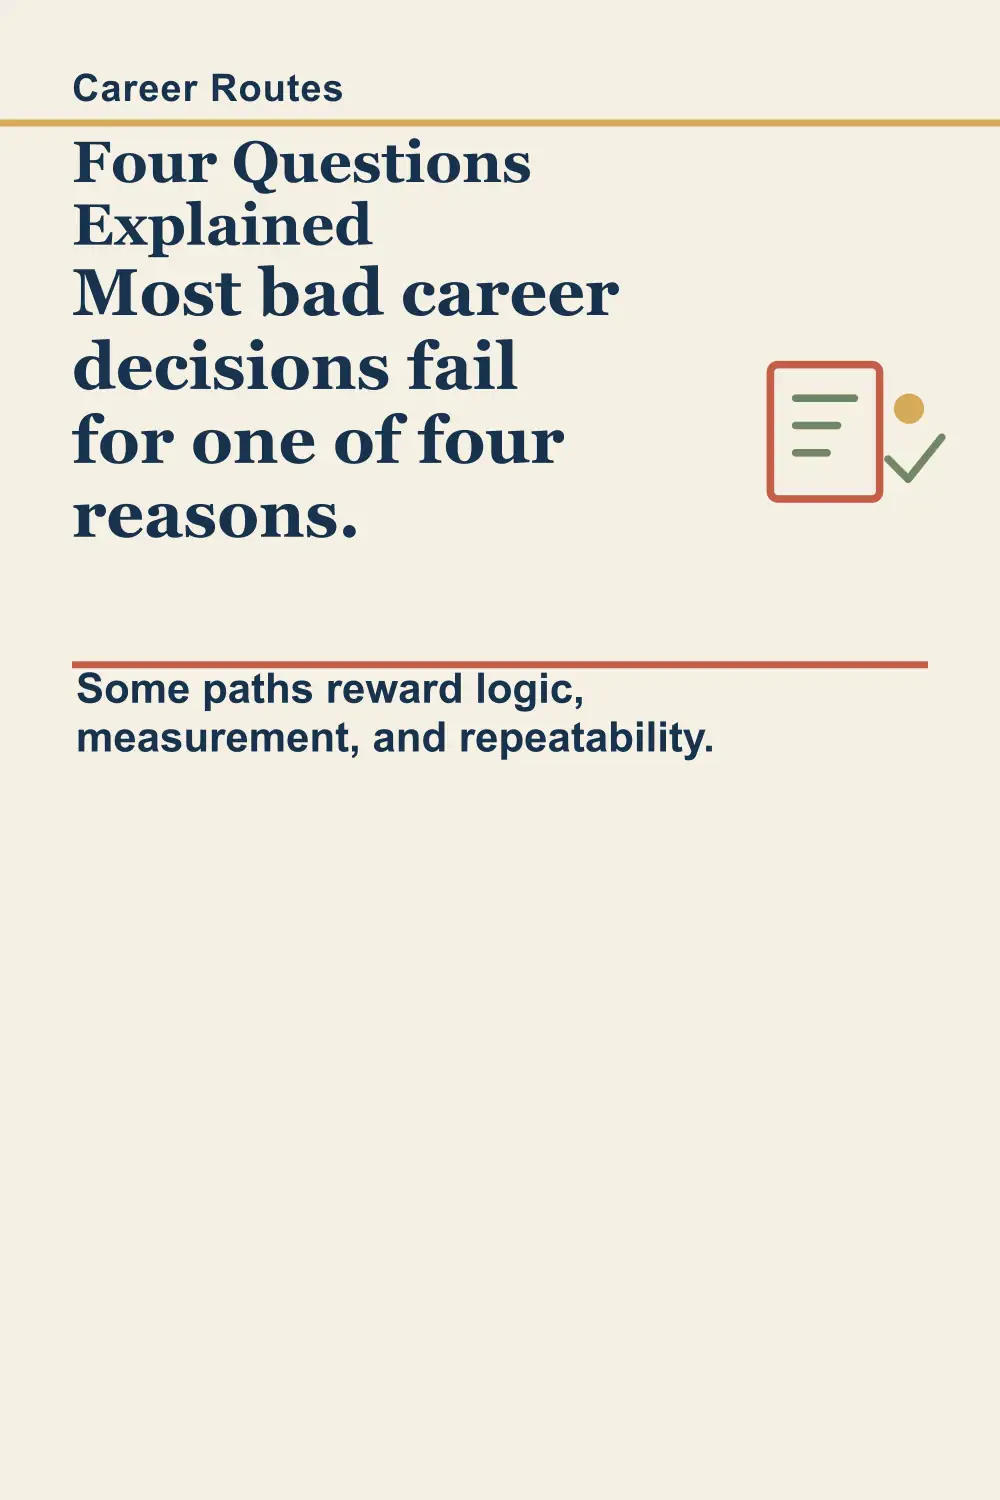 Career Routes
Four Questions
Explained
Most bad career
decisions fail
for one of four
reasons.
Some paths reward logic,
measurement, and repeatability.